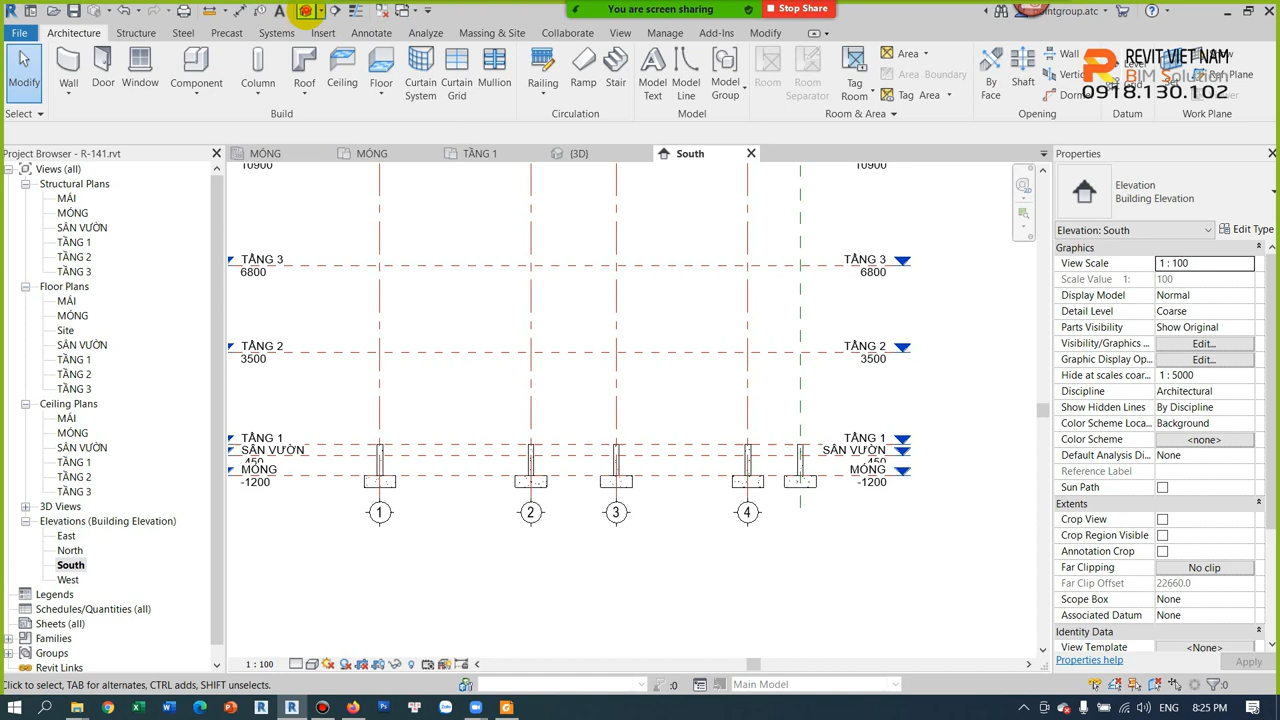 You are screen sharing
Stop Share
File
Architecture
Structure
Steel
Precast
Systems
Insert
Annotate
Analyze
Massing & Site
Collaborate
View
Manage
Add-Ins
Modify
REVIT VIET NAM
BIM Solution
0918.130.102
Modify
Wall
Door
Window
Component
Column
Roof
Ceiling
Floor
Curtain System
Curtain Grid
Mullion
Railing
Ramp
Stair
Model Text
Model Line
Model Group
Room
Room Separator
Tag Room
Area
Area Boundary
Tag Area
By Face
Shaft
Wall
Select
Build
Circulation
Model
Room & Area
Opening
Datum
Work Plane
Project Browser - R-141.rvt
MÓNG
MÓNG
TẦNG 1
{3D}
South
Properties
Views (all)
Structural Plans
MÁI
MÓNG
SÂN VƯỜN
TẦNG 1
TẦNG 2
TẦNG 3
Floor Plans
MÁI
MÓNG
Site
SÂN VƯỜN
TẦNG 1
TẦNG 2
TẦNG 3
Ceiling Plans
MÁI
MÓNG
SÂN VƯỜN
TẦNG 1
TẦNG 2
TẦNG 3
3D Views
Elevations (Building Elevation)
East
North
South
West
Legends
Schedules/Quantities (all)
Sheets (all)
Families
Groups
Revit Links
10900
10900
TẦNG 3
6800
TẦNG 3
6800
TẦNG 2
3500
TẦNG 2
3500
TẦNG 1
SÂN VƯỜN
MÓNG
-1200
TẦNG 1
SÂN VƯỜN
MÓNG
-1200
1
2
3
4
Elevation
Building Elevation
Elevation: South
Edit Type
Graphics
View Scale 1 : 100
Scale Value 1: 100
Display Model Normal
Detail Level Coarse
Parts Visibility Show Original
Visibility/Graphics ... Edit...
Graphic Display Op... Edit...
Hide at scales coar... 1 : 5000
Discipline Architectural
Show Hidden Lines By Discipline
Color Scheme Loca... Background
Color Scheme <none>
Default Analysis Di... None
Reference Label
Sun Path
Extents
Crop View
Crop Region Visible
Annotation Crop
Far Clipping No clip
Far Clip Offset 22660.0
Scope Box None
Associated Datum None
Identity Data
View Template <None>
Properties help
Apply
1 : 100
Click to select, TAB for alternates, CTRL adds, SHIFT unselects.
:0
Main Model
:0
ENG
8:25 PM